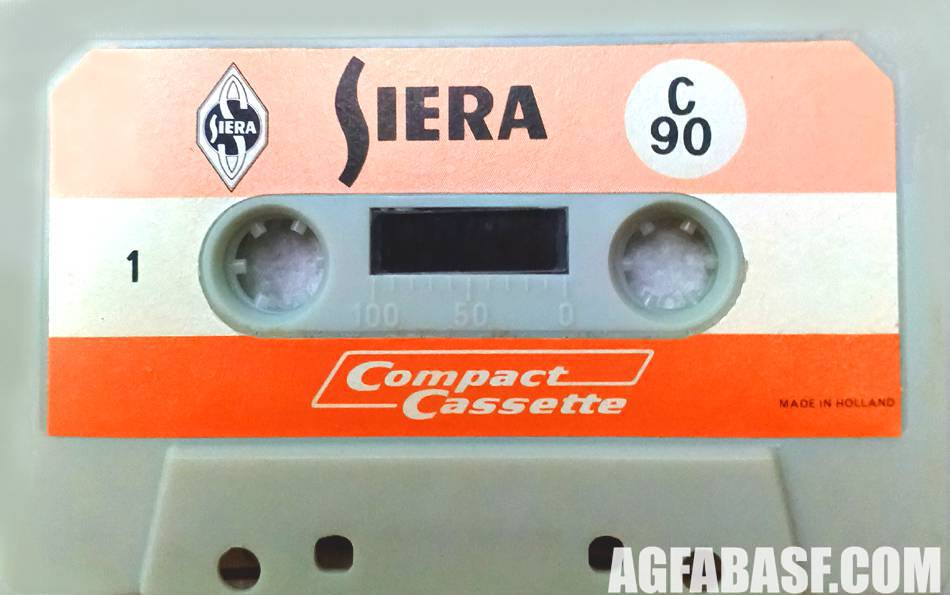 SIERA
SIERA
C
90
1
100 50 0
Compact
Cassette
MADE IN HOLLAND
AGFABASF.COM